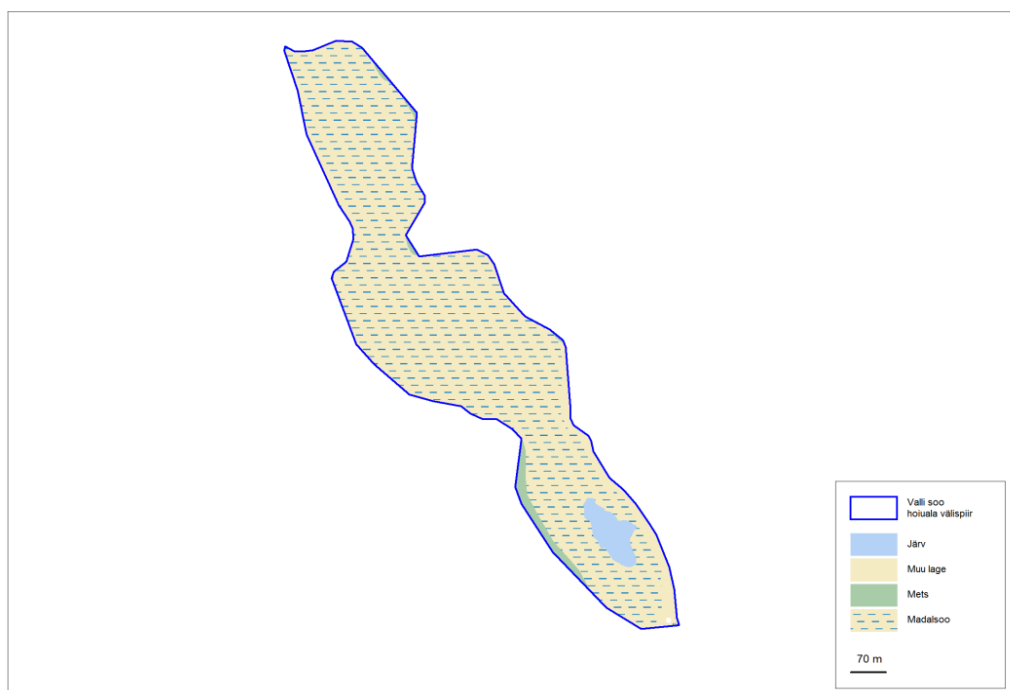 Valli soo
hoiuala välispiir
Järv
Muu lage
Mets
Madalsoo
70 m